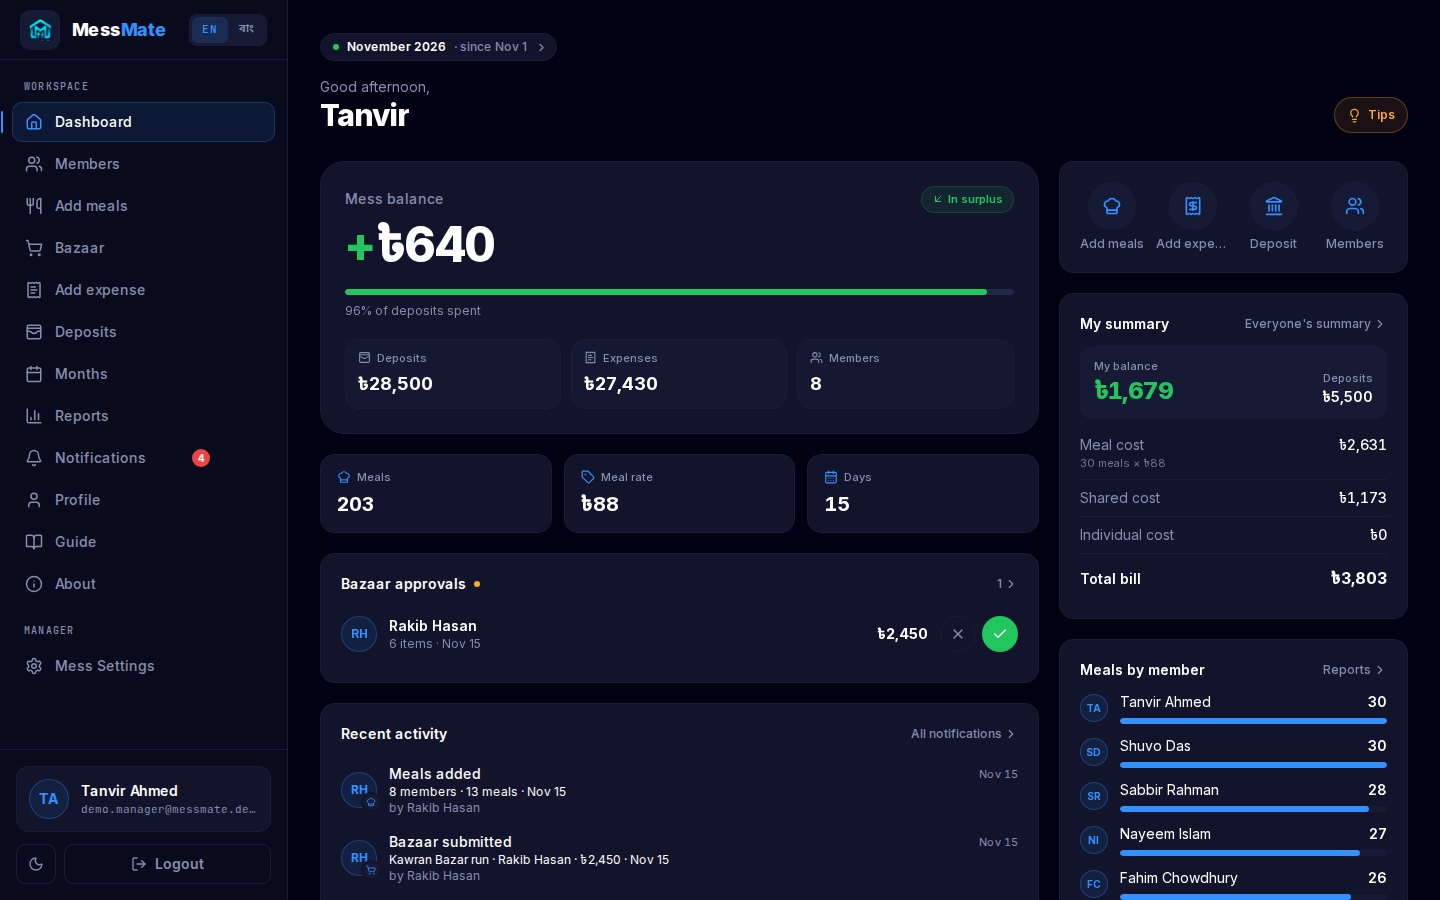 MessMate
EN
বাং
WORKSPACE
Dashboard
Members
Add meals
Bazaar
Add expense
Deposits
Months
Reports
Notifications
4
Profile
Guide
About
MANAGER
Mess Settings
TA
Tanvir Ahmed
demo.manager@messmate.de…
Logout
November 2026 · since Nov 1
Good afternoon,
Tanvir
Tips
Mess balance
In surplus
+৳640
96% of deposits spent
Deposits
৳28,500
Expenses
৳27,430
Members
8
Meals
203
Meal rate
৳88
Days
15
Bazaar approvals
1
RH
Rakib Hasan
6 items · Nov 15
৳2,450
Recent activity
All notifications
RH
Meals added
Nov 15
8 members · 13 meals · Nov 15
by Rakib Hasan
RH
Bazaar submitted
Nov 15
Kawran Bazar run · Rakib Hasan · ৳2,450 · Nov 15
by Rakib Hasan
Add meals
Add expe…
Deposit
Members
My summary
Everyone's summary
My balance
৳1,679
Deposits
৳5,500
Meal cost
৳2,631
30 meals × ৳88
Shared cost
৳1,173
Individual cost
৳0
Total bill
৳3,803
Meals by member
Reports
TA
Tanvir Ahmed
30
SD
Shuvo Das
30
SR
Sabbir Rahman
28
NI
Nayeem Islam
27
FC
Fahim Chowdhury
26